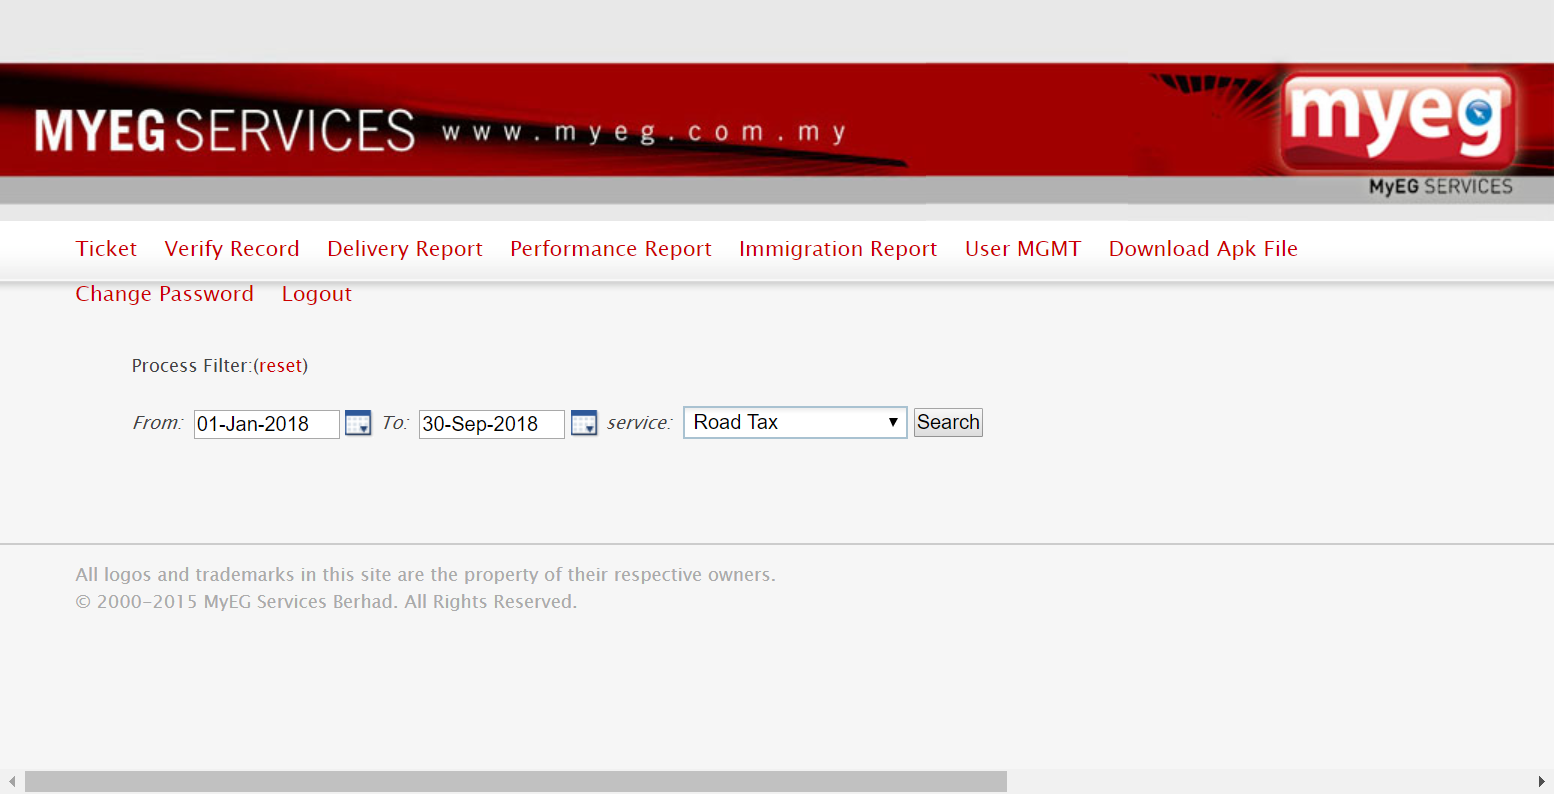 MYEG SERVICES www.myeg.com.my
myeg
MyEG SERVICES
Ticket Verify Record Delivery Report Performance Report Immigration Report User MGMT Download Apk File
Change Password Logout
Process Filter:(reset)
From: 01-Jan-2018 To: 30-Sep-2018 service: Road Tax Search
All logos and trademarks in this site are the property of their respective owners.
© 2000-2015 MyEG Services Berhad. All Rights Reserved.